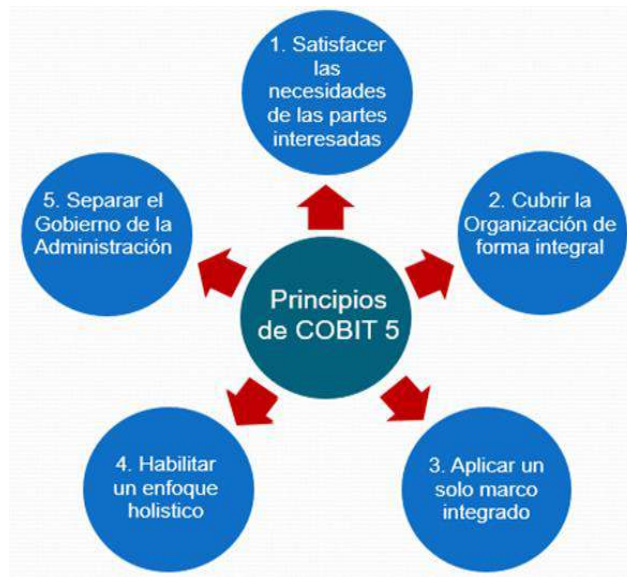 1. Satisfacer
las
necesidades
de las partes
interesadas
5. Separar el
Gobierno de la
Administración
2. Cubrir la
Organización de
forma integral
Principios
de COBIT 5
4. Habilitar
un enfoque
holistico
3. Aplicar un
solo marco
integrado